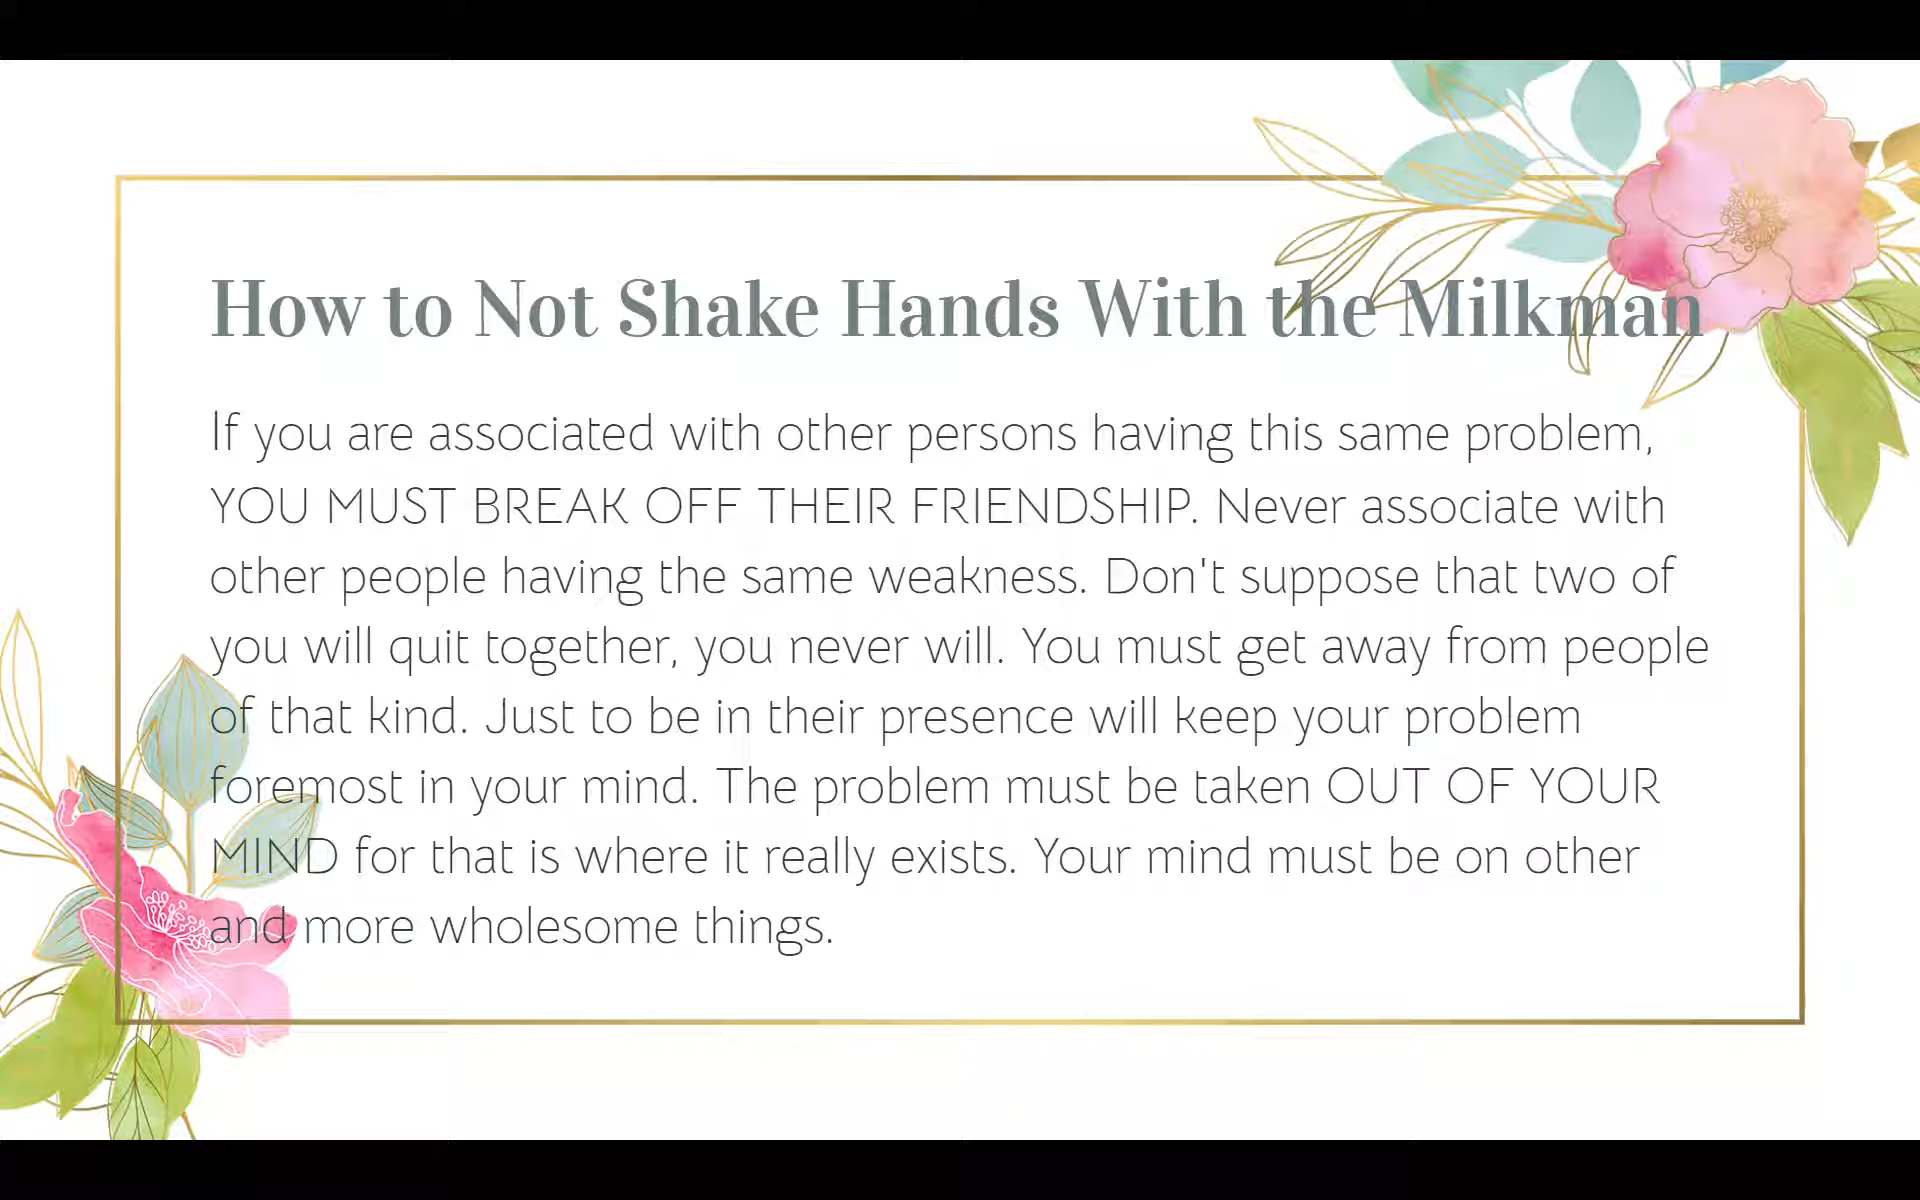 How to Not Shake Hands With the Milkman
If you are associated with other persons having this same problem,
YOU MUST BREAK OFF THEIR FRIENDSHIP. Never associate with
other people having the same weakness. Don't suppose that two of
you will quit together, you never will. You must get away from people
of that kind. Just to be in their presence will keep your problem
foremost in your mind. The problem must be taken OUT OF YOUR
MIND for that is where it really exists. Your mind must be on other
and more wholesome things.